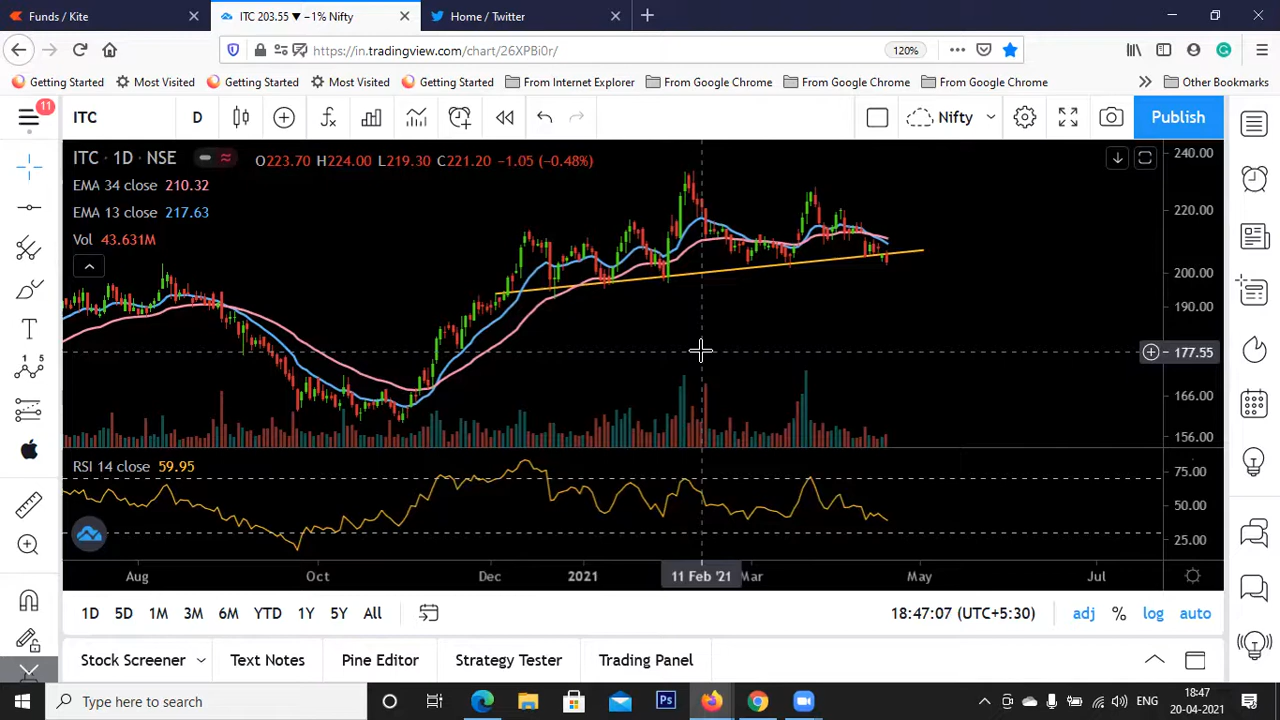 Funds / Kite
ITC 203.55 ▼ −1% Nifty
Home / Twitter
https://in.tradingview.com/chart/26XPBi0r/
120%
Getting Started
Most Visited
Getting Started
Most Visited
Getting Started
From Internet Explorer
From Google Chrome
From Google Chrome
From Google Chrome
Other Bookmarks
11
ITC
D
Nifty
Publish
ITC · 1D · NSE
O223.70 H224.00 L219.30 C221.20 −1.05 (−0.48%)
EMA 34 close 210.32
EMA 13 close 217.63
Vol 43.631M
240.00
220.00
200.00
190.00
177.55
166.00
156.00
RSI 14 close 59.95
75.00
50.00
25.00
Aug
Oct
Dec
2021
11 Feb '21
Mar
May
Jul
1D
5D
1M
3M
6M
YTD
1Y
5Y
All
18:47:07 (UTC+5:30)
adj
%
log
auto
Stock Screener
Text Notes
Pine Editor
Strategy Tester
Trading Panel
Type here to search
Ps
ENG
18:47
20-04-2021